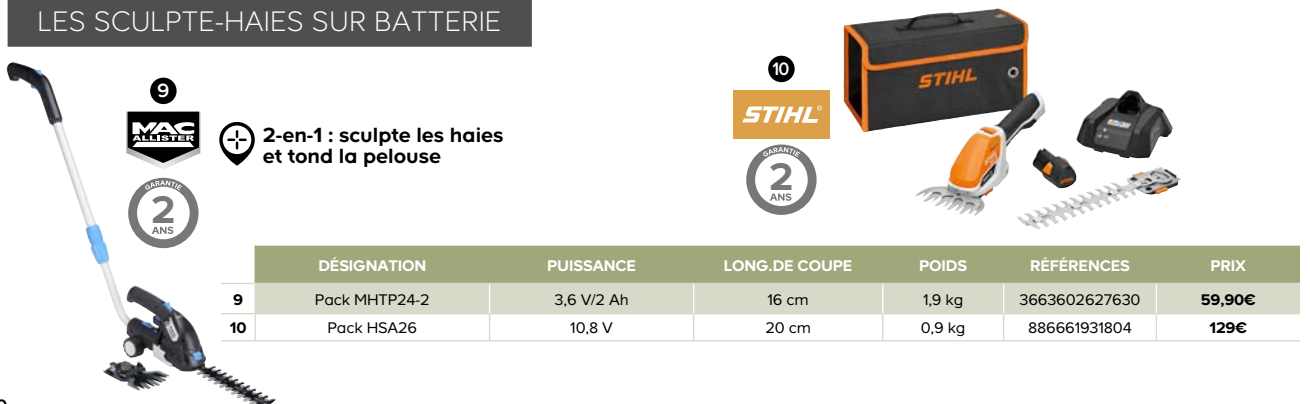 LES SCULPTE-HAIES SUR BATTERIE
9
MAC
ALLISTER
2-en-1 : sculpte les haies
et tond la pelouse
GARANTIE
2
ANS
10
STIHL®
GARANTIE
2
ANS
STIHL
DÉSIGNATION PUISSANCE LONG.DE COUPE POIDS RÉFÉRENCES PRIX
9 Pack MHTP24-2 3,6 V/2 Ah 16 cm 1,9 kg 3663602627630 59,90€
10 Pack HSA26 10,8 V 20 cm 0,9 kg 886661931804 129€